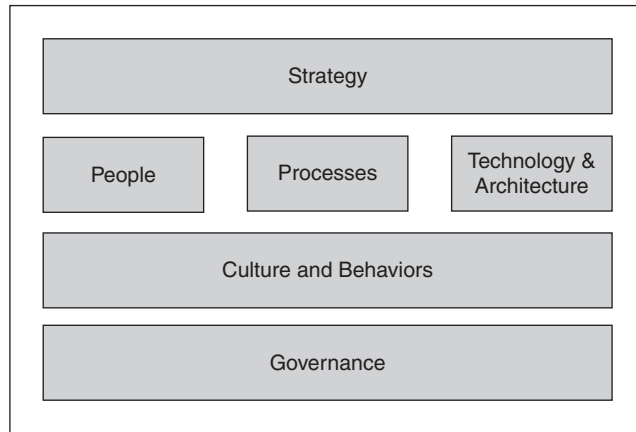 Strategy
People
Processes
Technology &
Architecture
Culture and Behaviors
Governance